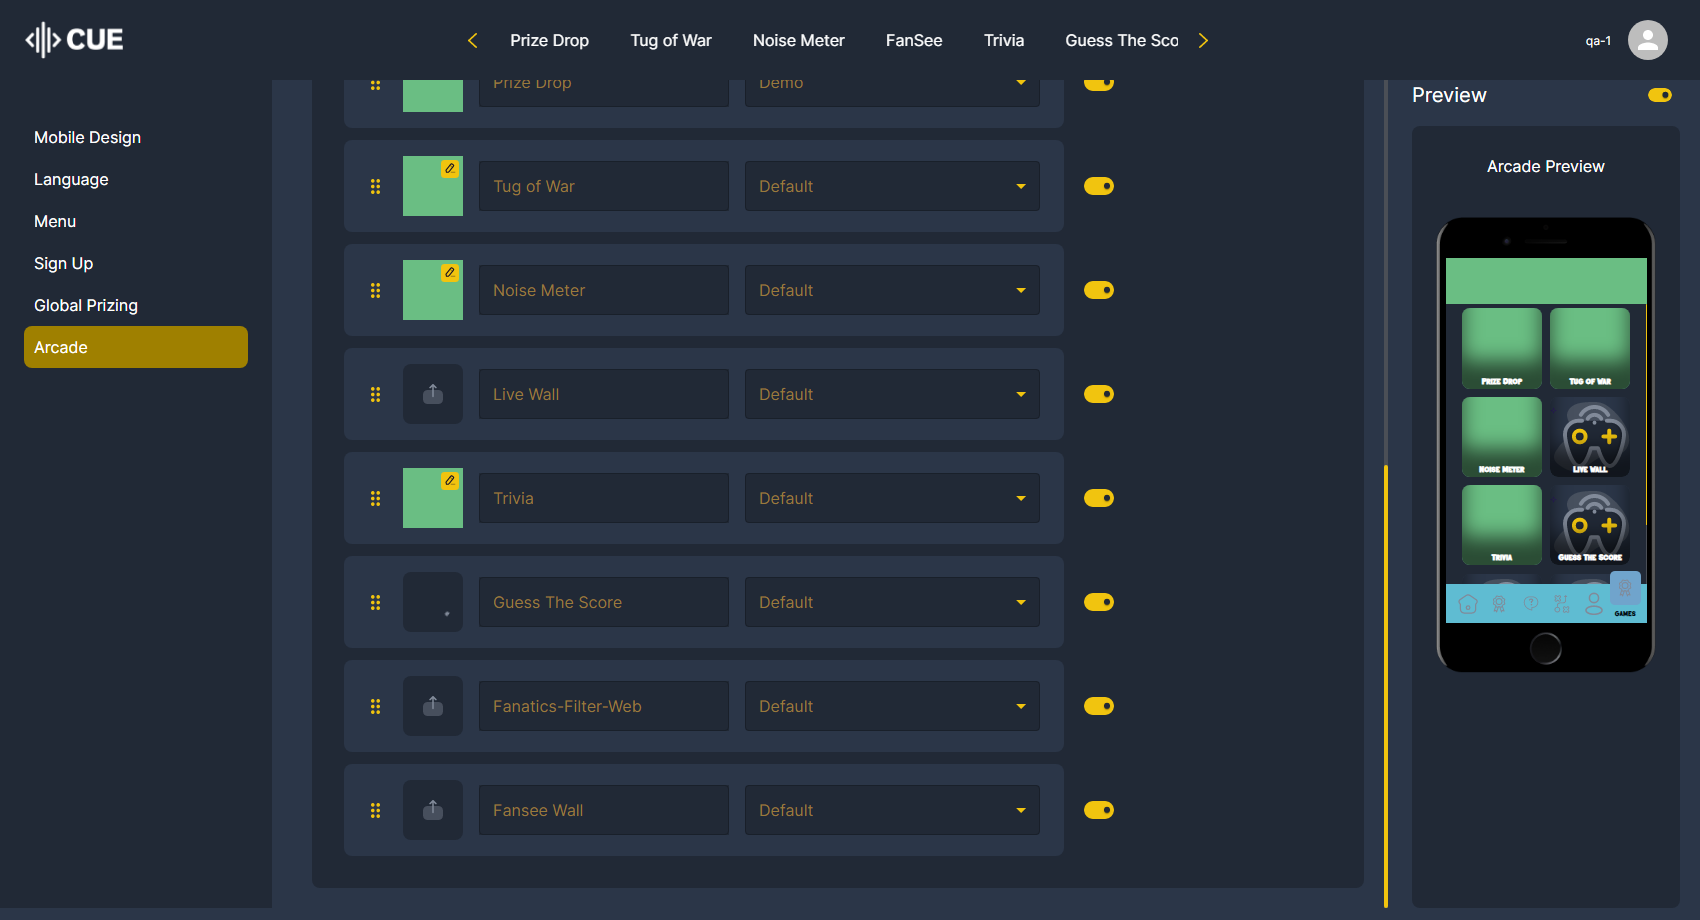 CUE
Prize Drop
Tug of War
Noise Meter
FanSee
Trivia
Guess The Sco
qa-1
Mobile Design
Language
Menu
Sign Up
Global Prizing
Arcade
Prize Drop
Demo
Tug of War
Default
Noise Meter
Default
Live Wall
Default
Trivia
Default
Guess The Score
Default
Fanatics-Filter-Web
Default
Fansee Wall
Default
Preview
Arcade Preview
Prize Drop
Tug of War
Noise Meter
Live Wall
Trivia
Guess The Score
GAMES